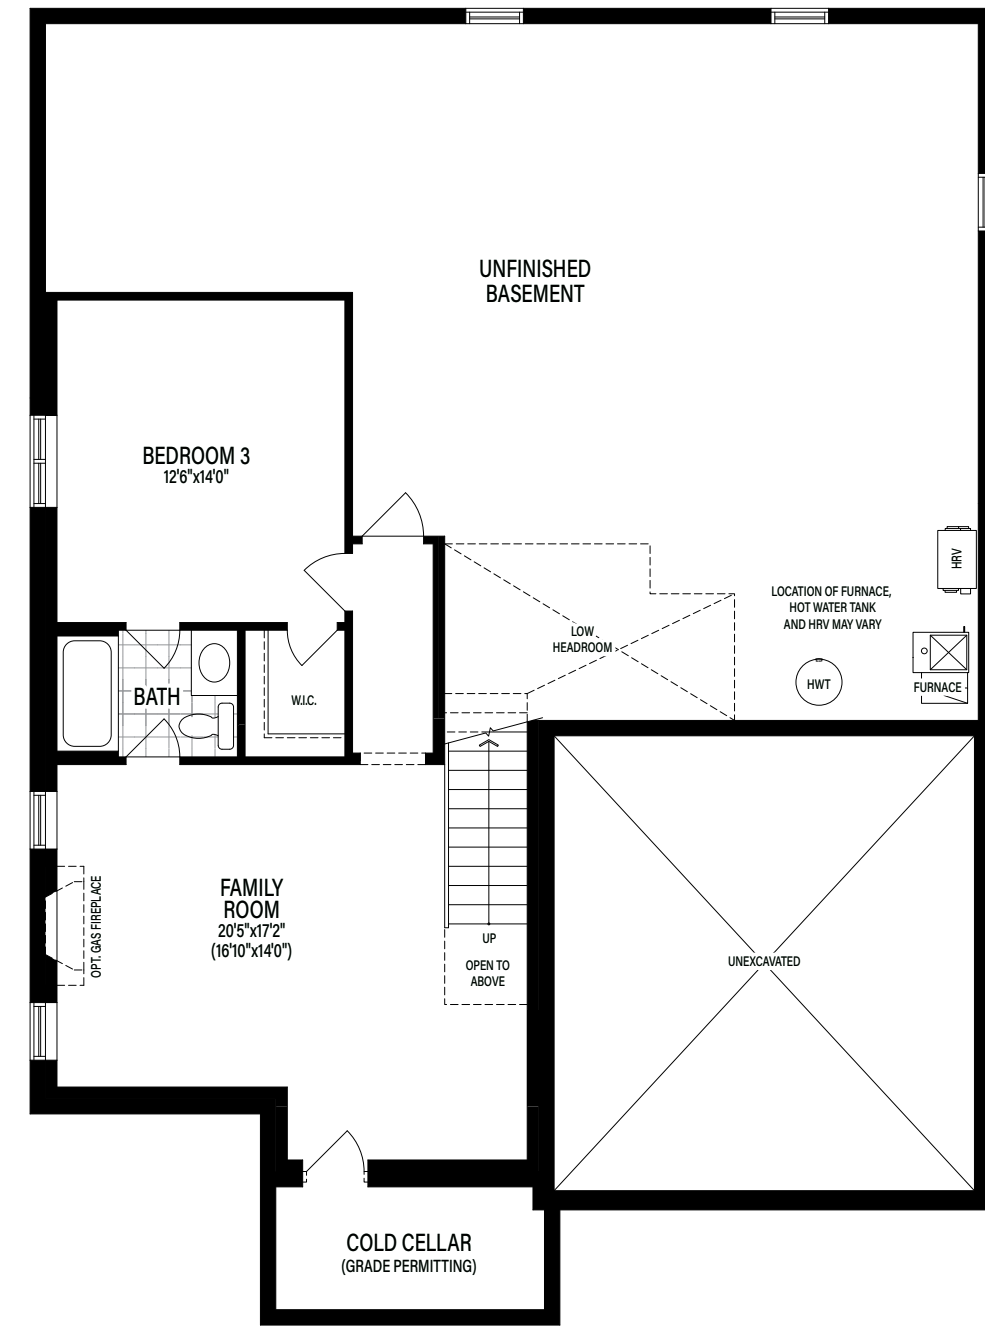 UNFINISHED
BASEMENT
BEDROOM 3
12'6"x14'0"
HRV
LOCATION OF FURNACE,
HOT WATER TANK
AND HRV MAY VARY
LOW
HEADROOM
HWT
FURNACE
BATH
W.I.C.
OPT. GAS FIREPLACE
FAMILY
ROOM
20'5"x17'2"
(16'10"x14'0")
UP
OPEN TO
ABOVE
UNEXCAVATED
COLD CELLAR
(GRADE PERMITTING)